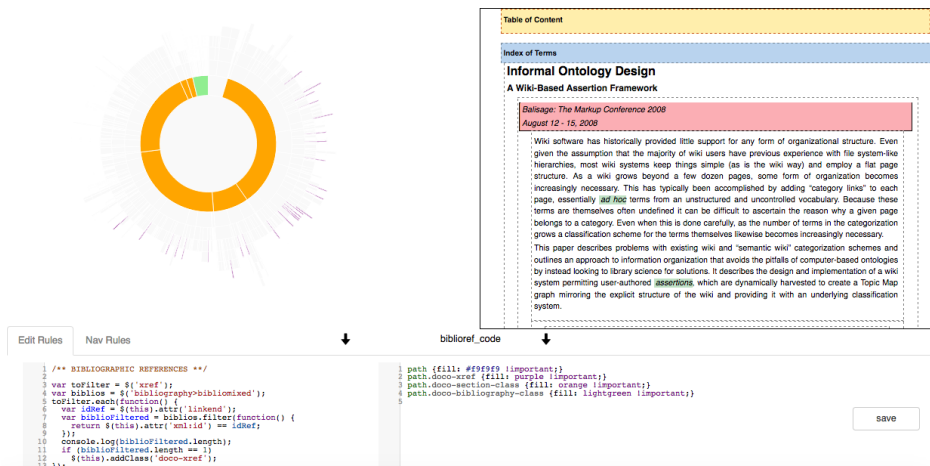 Table of Content
Index of Terms
Informal Ontology Design
A Wiki-Based Assertion Framework
Balisage: The Markup Conference 2008
August 12 - 15, 2008
Wiki software has historically provided little support for any form of organizational structure. Even
given the assumption that the majority of wiki users have previous experience with file system-like
hierarchies, most wiki systems keep things simple (as is the wiki way) and employ a flat page
structure. As a wiki grows beyond a few dozen pages, some form of organization becomes
increasingly necessary. This has typically been accomplished by adding "category links" to each
page, essentially ad hoc terms from an unstructured and uncontrolled vocabulary. Because these
terms are themselves often undefined it can be difficult to ascertain the reason why a given page
belongs to a category. Even when this is done carefully, as the number of terms in the categorization
grows a classification scheme for the terms themselves likewise becomes increasingly necessary.
This paper describes problems with existing wiki and "semantic wiki" categorization schemes and
outlines an approach to information organization that avoids the pitfalls of computer-based ontologies
by instead looking to library science for solutions. It describes the design and implementation of a wiki
system permitting user-authored assertions, which are dynamically harvested to create a Topic Map
graph mirroring the explicit structure of the wiki and providing it with an underlying classification
system.
Edit Rules
Nav Rules
biblioref_code
1 /** BIBLIOGRAPHIC REFERENCES **/
2
3 var toFilter = $('xref');
4 var biblios = $('bibliography>bibliomixed');
5 toFilter.each(function() {
6 var idRef = $(this).attr('linkend');
7 var biblioFiltered = biblios.filter(function() {
8 return $(this).attr('xml:id') == idRef;
9 });
10 console.log(biblioFiltered.length);
11 if (biblioFiltered.length == 1)
12 $(this).addClass('doco-xref');
13 });
1 path {fill: #f9f9f9 !important;}
2 path.doco-xref {fill: purple !important;}
3 path.doco-section-class {fill: orange !important;}
4 path.doco-bibliography-class {fill: lightgreen !important;}
5
save